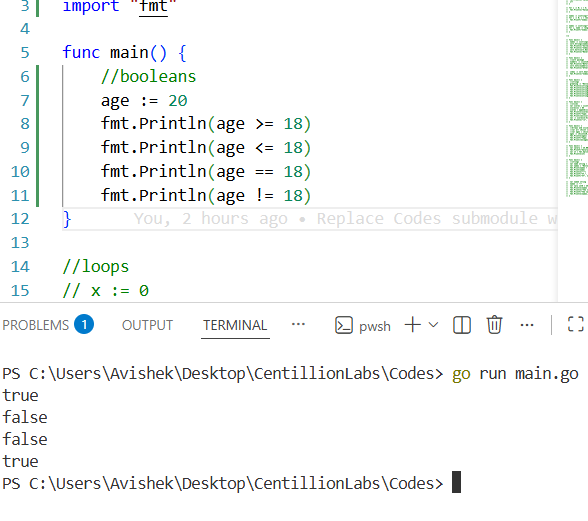 3 import "fmt"
4
5 func main() {
6 //booleans
7 age := 20
8 fmt.Println(age >= 18)
9 fmt.Println(age <= 18)
10 fmt.Println(age == 18)
11 fmt.Println(age != 18)
12 } You, 2 hours ago • Replace Codes submodule w
13
14 //loops
15 // x := 0
PROBLEMS 1 OUTPUT TERMINAL ··· pwsh ···
PS C:\Users\Avishek\Desktop\CentillionLabs\Codes> go run main.go
true
false
false
true
PS C:\Users\Avishek\Desktop\CentillionLabs\Codes>